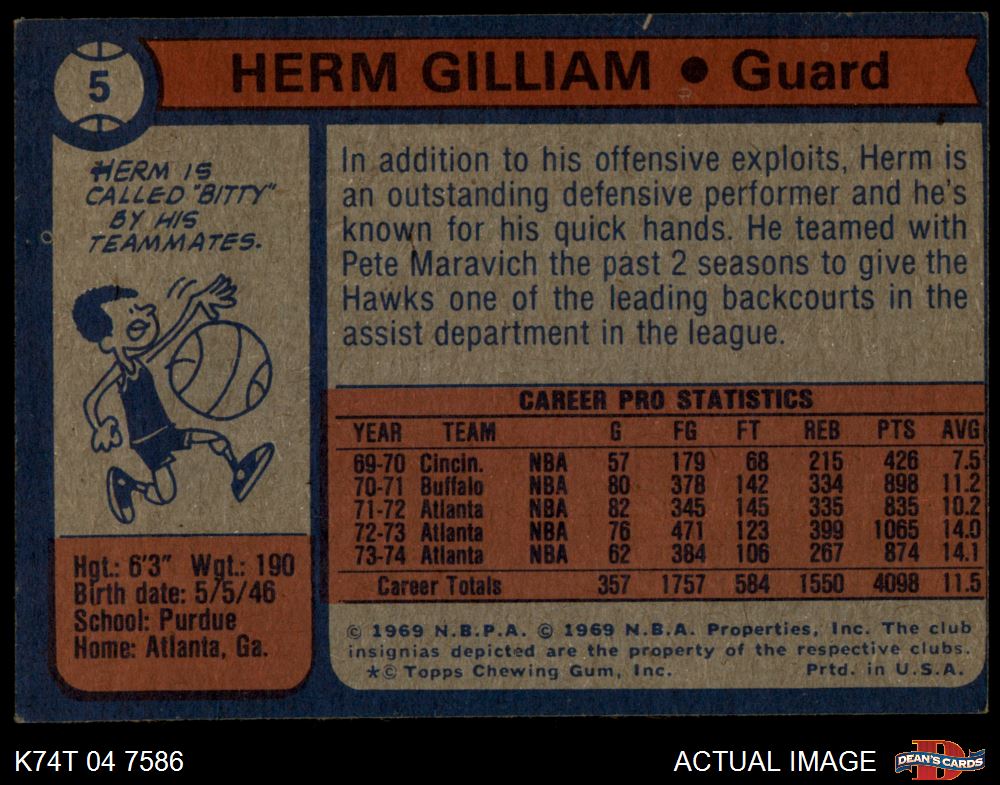 5
HERM GILLIAM • Guard
HERM IS
CALLED "BITTY"
BY HIS
TEAMMATES.
In addition to his offensive exploits, Herm is
an outstanding defensive performer and he's
known for his quick hands. He teamed with
Pete Maravich the past 2 seasons to give the
Hawks one of the leading backcourts in the
assist department in the league.
CAREER PRO STATISTICS
YEAR TEAM G FG FT REB PTS AVG
69-70 Cincin. NBA 57 179 68 215 426 7.5
70-71 Buffalo NBA 80 378 142 334 898 11.2
71-72 Atlanta NBA 82 345 145 335 835 10.2
72-73 Atlanta NBA 76 471 123 399 1065 14.0
73-74 Atlanta NBA 62 384 106 267 874 14.1
Career Totals 357 1757 584 1550 4098 11.5
Hgt.: 6'3" Wgt.: 190
Birth date: 5/5/46
School: Purdue
Home: Atlanta, Ga.
© 1969 N.B.P.A. © 1969 N.B.A. Properties, Inc. The club
insignias depicted are the property of the respective clubs.
*© Topps Chewing Gum, Inc. Prtd. in U.S.A.
K74T 04 7586
ACTUAL IMAGE
D
DEAN'S CARDS